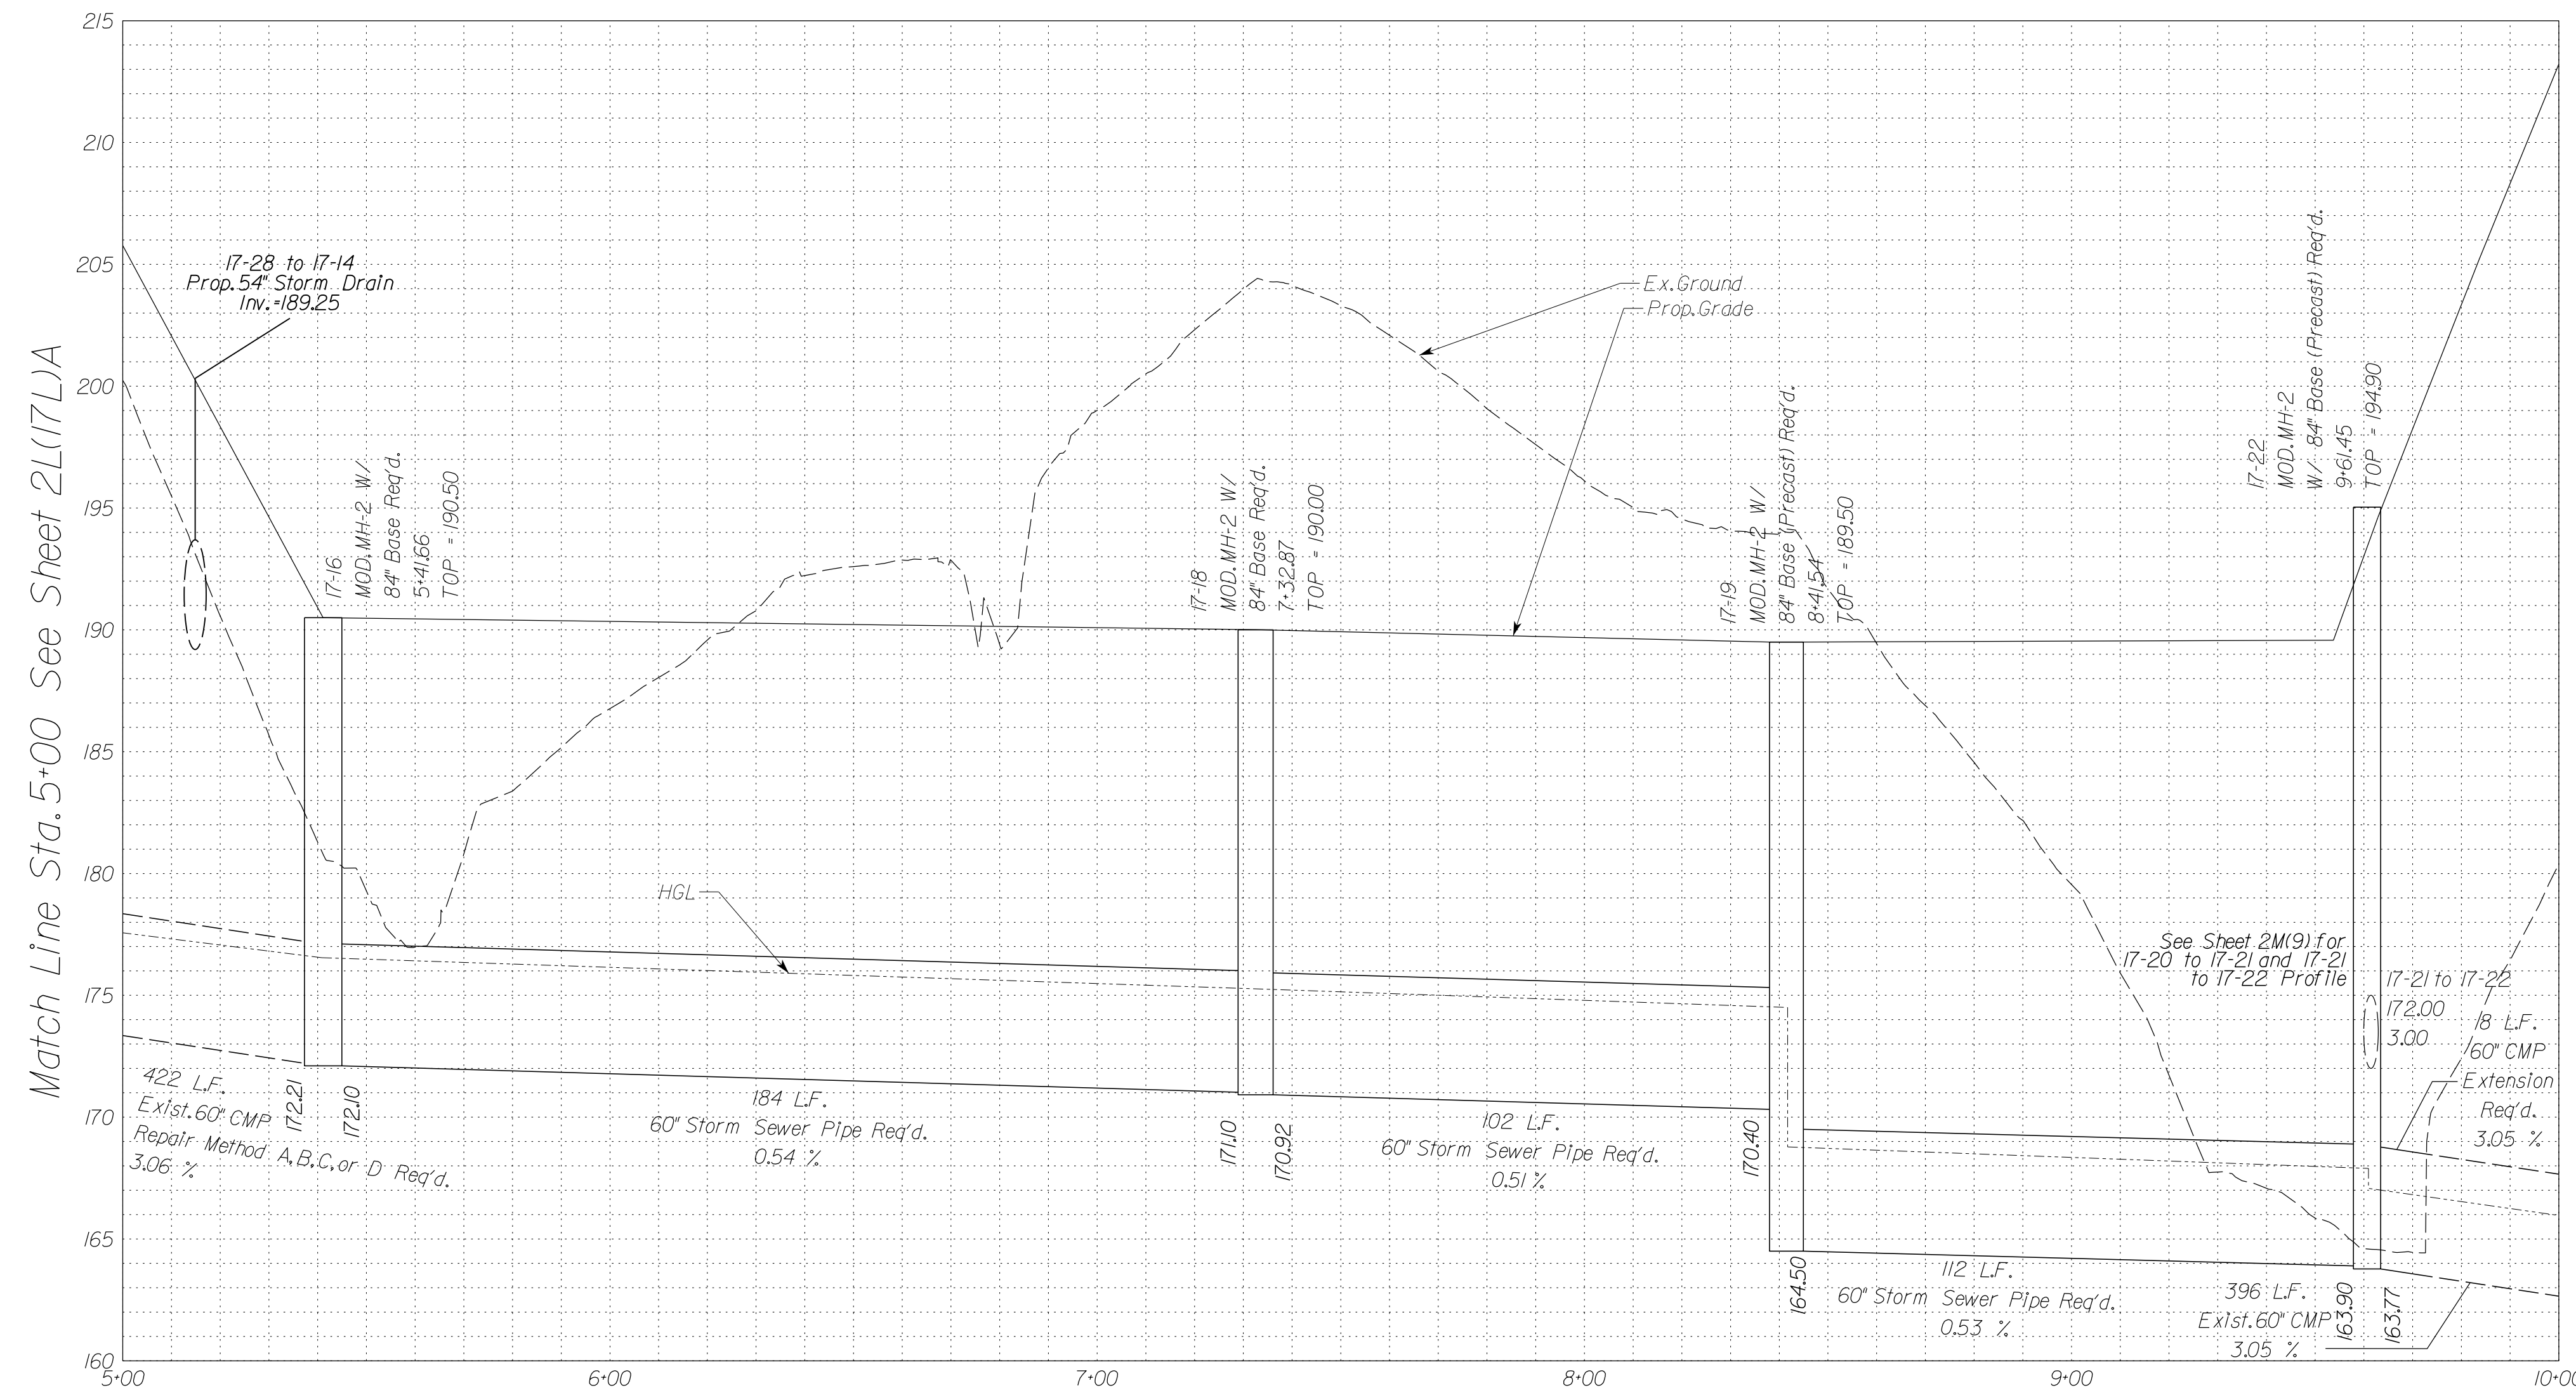 Match Line Sta. 5+00 See Sheet 2L(17L)A
215
210
205
200
195
190
185
180
175
170
165
160
5+00
6+00
7+00
8+00
9+00
10+00
17-28 to 17-14
Prop. 54" Storm Drain
Inv.=189.25
17-16
MOD. MH-2 W/
84" Base Req'd.
5+41.66
TOP = 190.50
17-18
MOD. MH-2 W/
84" Base Req'd.
7+32.87
TOP = 190.00
Ex. Ground
Prop. Grade
17-19
MOD. MH-2 W/
84" Base (Precast) Req'd.
8+41.54
TOP = 189.50
17-22
MOD. MH-2
W/ 84" Base (Precast) Req'd.
9+61.45
TOP = 194.90
HGL
See Sheet 2M(9) for
17-20 to 17-21 and 17-21
to 17-22 Profile
17-21 to 17-22
172.00
3.00
18 L.F.
60" CMP
Extension
Req'd.
3.05 %
422 L.F.
Exist. 60" CMP
Repair Method A,B,C, or D Req'd.
3.06 %
172.21
172.10
184 L.F.
60" Storm Sewer Pipe Req'd.
0.54 %
171.10
170.92
102 L.F.
60" Storm Sewer Pipe Req'd.
0.51 %
170.40
164.50
112 L.F.
60" Storm Sewer Pipe Req'd.
0.53 %
396 L.F.
Exist. 60" CMP
3.05 %
163.90
163.77